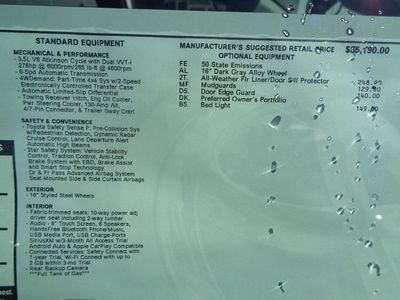 STANDARD EQUIPMENT
MECHANICAL & PERFORMANCE
- 3.5L V6 Atkinson Cycle with Dual VVT-i
278hp @ 6000rpm/265 lb-ft @ 4600rpm
- 6-Spd Automatic Transmission
- 4WDemand: Part-Time 4x4 Sys w/2-Speed
Electronically Controlled Transfer Case
- Automatic Limited-Slip Differential
- Towing Receiver Hitch, Eng Oil Cooler,
Pwr Steering Cooler, 130-Amp Alt,
4/7-Pin Connector, & Trailer Sway Cntrl
SAFETY & CONVENIENCE
- Toyota Safety Sense P: Pre-Collision Sys
w/Pedestrian Detection, Dynamic Radar
Cruise Control, Lane Departure Alert
Automatic High Beams
- Star Safety System: Vehicle Stability
Control, Traction Control, Anti-Lock
Brake System with EBD, Brake Assist
and Smart Stop Technology
- Dr & Fr Pass Advanced Airbag System
Seat-Mounted Side & Side Curtain Airbags
EXTERIOR
- 16" Styled Steel Wheels
INTERIOR
- Fabric-trimmed seats; 10-way power adj
driver seat including 2-way lumbar
- Audio - 8" Touch Screen, 6 Speakers,
HandsFree Bluetooth Phone/Music,
USB Media Port, USB Charge-Ports
SiriusXM w/3-Month All Access Trial
Android Auto & Apple CarPlay Compatible
- Connected Services: Safety Connect with
1-year Trial, Wi-Fi Connect with up to
2 GB within 3-mo Trial
- Rear Backup Camera
***Full Tank of Gas***
MANUFACTURER'S SUGGESTED RETAIL PRICE $35,190.00
OPTIONAL EQUIPMENT
FE 50 State Emissions
AL 16" Dark Gray Alloy Wheel
2T. All-Weather Flr Liner/Door Sill Protector 248.00
MF. Mudguards 129.00
D5. Door Edge Guard 140.00
DK. Preferred Owner's Portfolio
B5. Bed Light 149.00
nest.